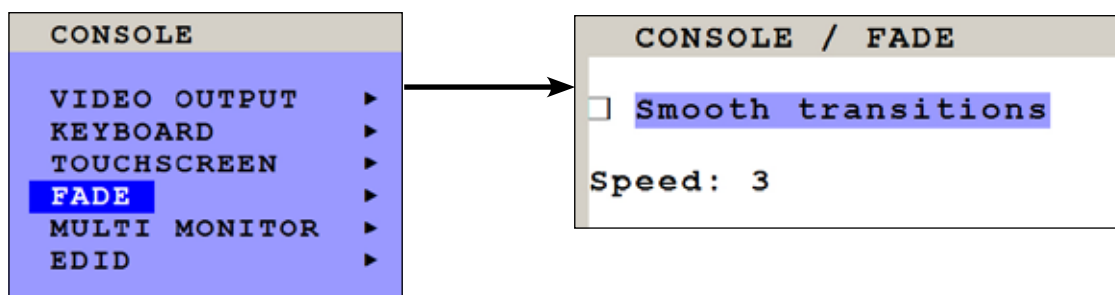 CONSOLE
VIDEO OUTPUT
KEYBOARD
TOUCHSCREEN
FADE
MULTI MONITOR
EDID
CONSOLE / FADE
Smooth transitions
Speed: 3